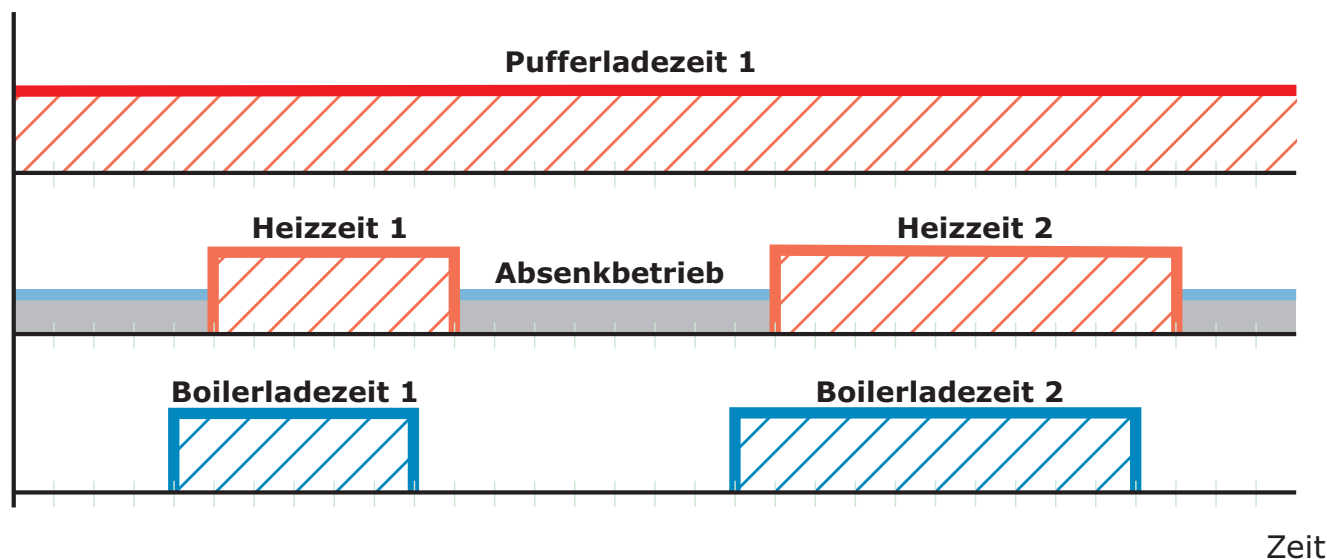 Pufferladezeit 1
Heizzeit 1
Heizzeit 2
Absenkbetrieb
Boilerladezeit 1
Boilerladezeit 2
Zeit